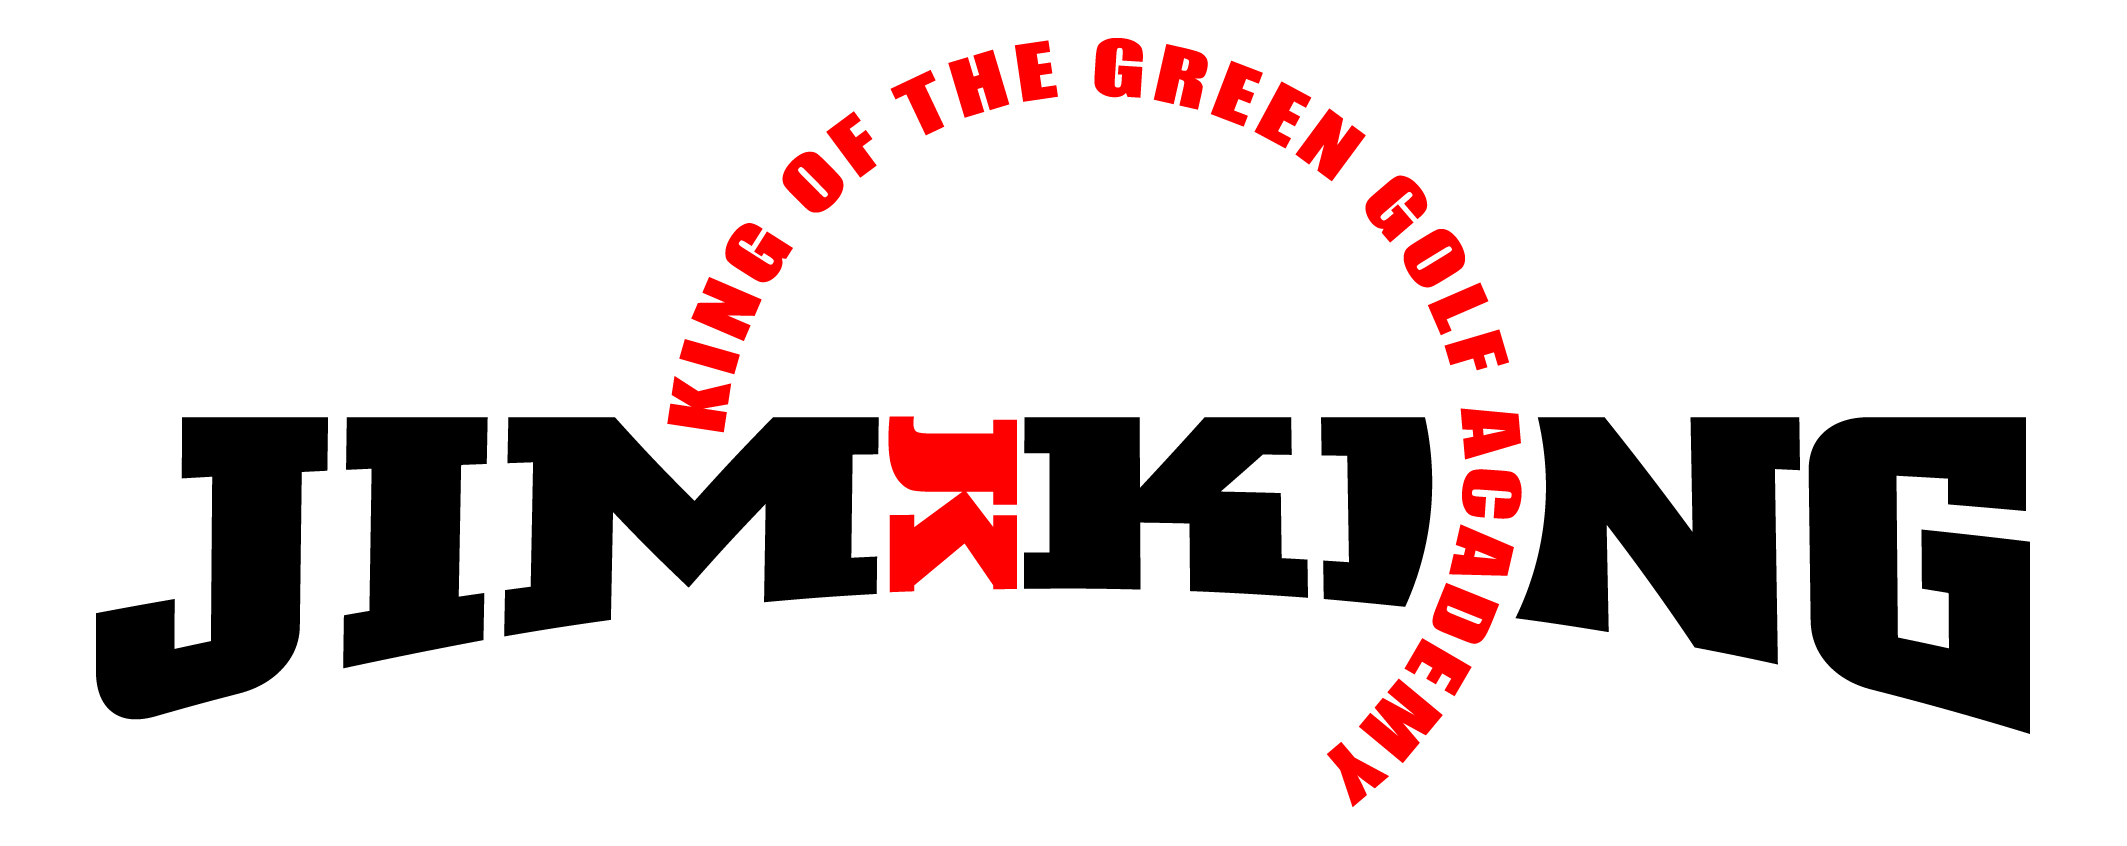 KING OF THE GREEN GOLF ACADEMY
JIM JK KING